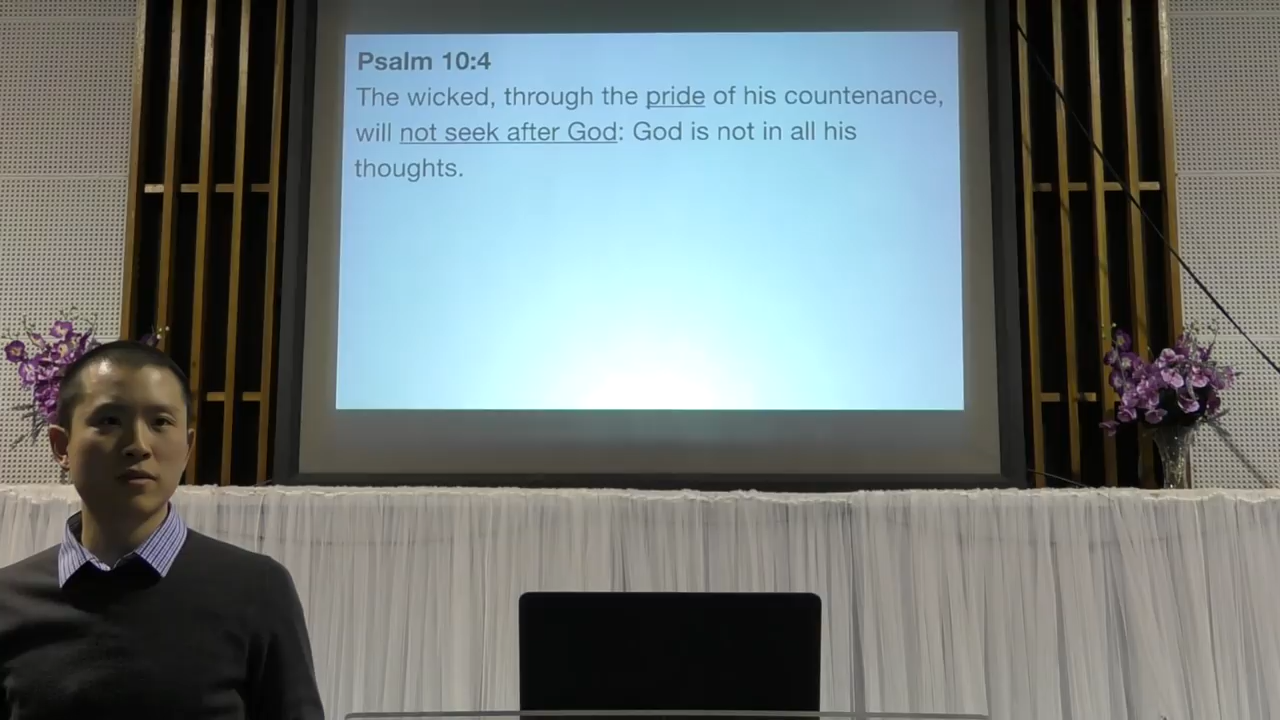 Psalm 10:4
The wicked, through the pride of his countenance,
will not seek after God: God is not in all his
thoughts.